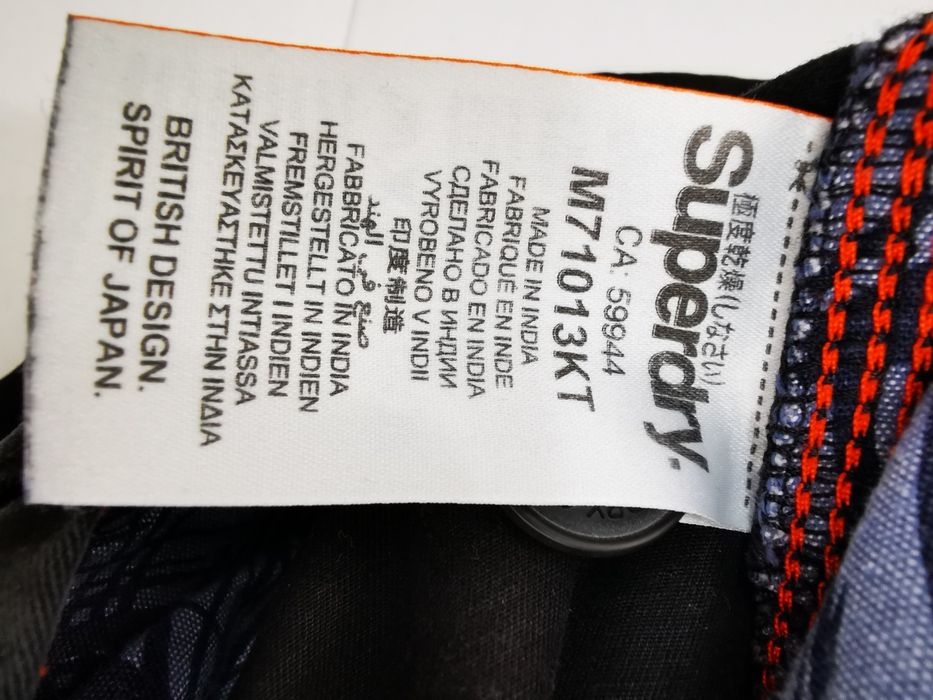 Superdry.
極度乾燥(しなさい)
CA: 59944
M71013KT
MADE IN INDIA
FABRIQUÉ EN INDE
FABRICADO EN INDIA
СДЕЛАНО В ИНДИИ
VYROBENO V INDII
印度制造
صنع في الهند
FABBRICATO IN INDIA
HERGESTELLT IN INDIEN
FREMSTILLET I INDIEN
VALMISTETTU INTIASSA
ΚΑΤΑΣΚΕΥΑΣΤΗΚΕ ΣΤΗΝ ΙΝΔΙΑ
BRITISH DESIGN.
SPIRIT OF JAPAN.